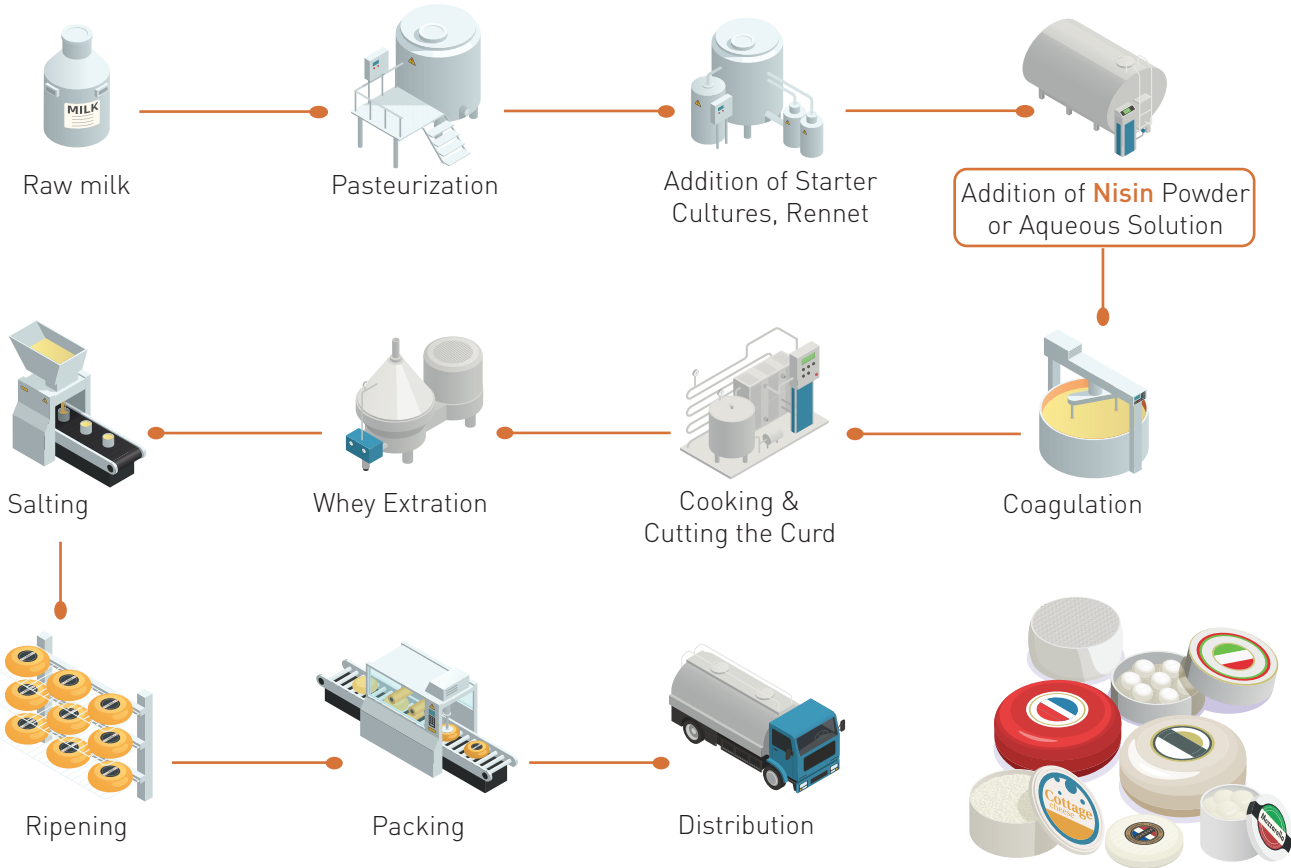 MILK
Raw milk
Pasteurization
Addition of Starter
Cultures, Rennet
Addition of Nisin Powder
or Aqueous Solution
Salting
Whey Extration
Cooking &
Cutting the Curd
Coagulation
Ripening
Packing
Distribution
Cottage
cheese
Mozzarella